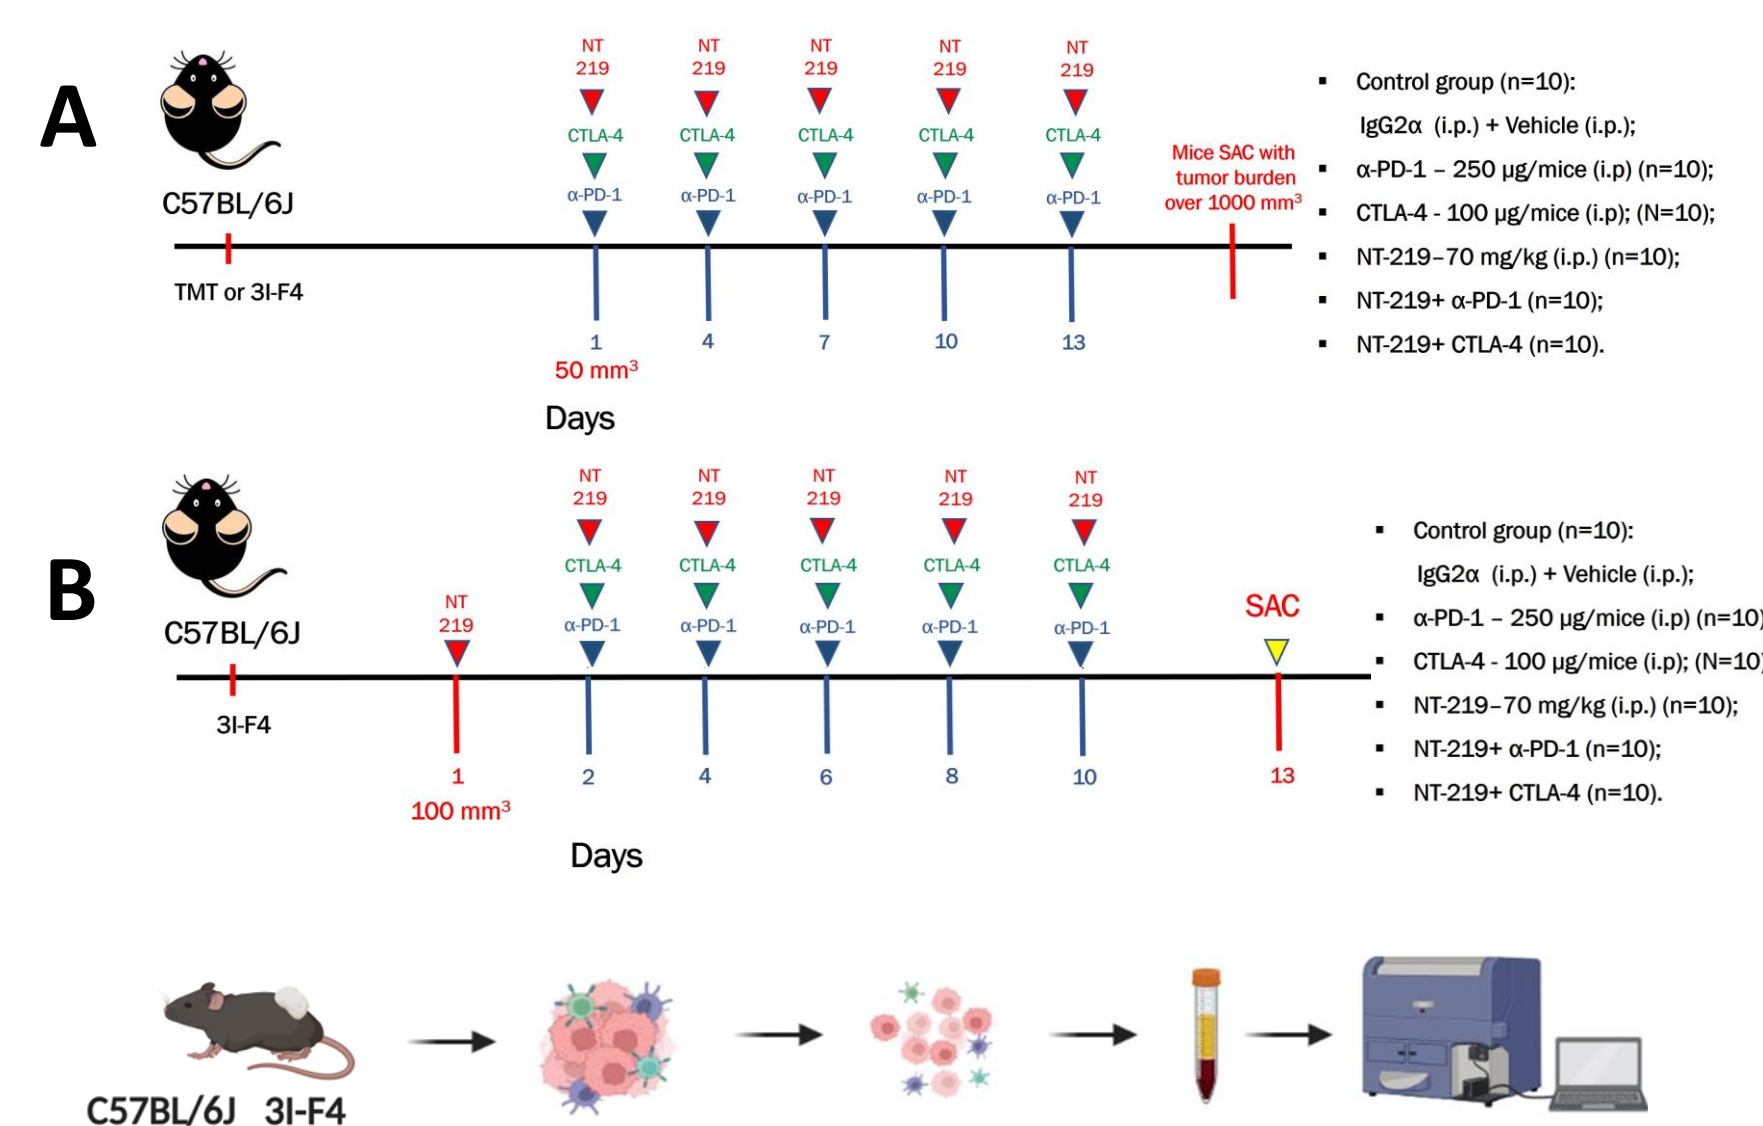 A
C57BL/6J
TMT or 3I-F4
NT
219
NT
219
NT
219
NT
219
NT
219
CTLA-4
CTLA-4
CTLA-4
CTLA-4
CTLA-4
α-PD-1
α-PD-1
α-PD-1
α-PD-1
α-PD-1
1
4
7
10
13
50 mm³
Days
Mice SAC with
tumor burden
over 1000 mm³
▪ Control group (n=10):
IgG2α (i.p.) + Vehicle (i.p.);
▪ α-PD-1 – 250 µg/mice (i.p) (n=10);
▪ CTLA-4 - 100 µg/mice (i.p); (N=10);
▪ NT-219–70 mg/kg (i.p.) (n=10);
▪ NT-219+ α-PD-1 (n=10);
▪ NT-219+ CTLA-4 (n=10).
B
C57BL/6J
3I-F4
NT
219
NT
219
NT
219
NT
219
NT
219
NT
219
CTLA-4
CTLA-4
CTLA-4
CTLA-4
CTLA-4
α-PD-1
α-PD-1
α-PD-1
α-PD-1
α-PD-1
SAC
1
2
4
6
8
10
13
100 mm³
Days
▪ Control group (n=10):
IgG2α (i.p.) + Vehicle (i.p.);
▪ α-PD-1 – 250 µg/mice (i.p) (n=10)
▪ CTLA-4 - 100 µg/mice (i.p); (N=10)
▪ NT-219–70 mg/kg (i.p.) (n=10);
▪ NT-219+ α-PD-1 (n=10);
▪ NT-219+ CTLA-4 (n=10).
C57BL/6J 3I-F4